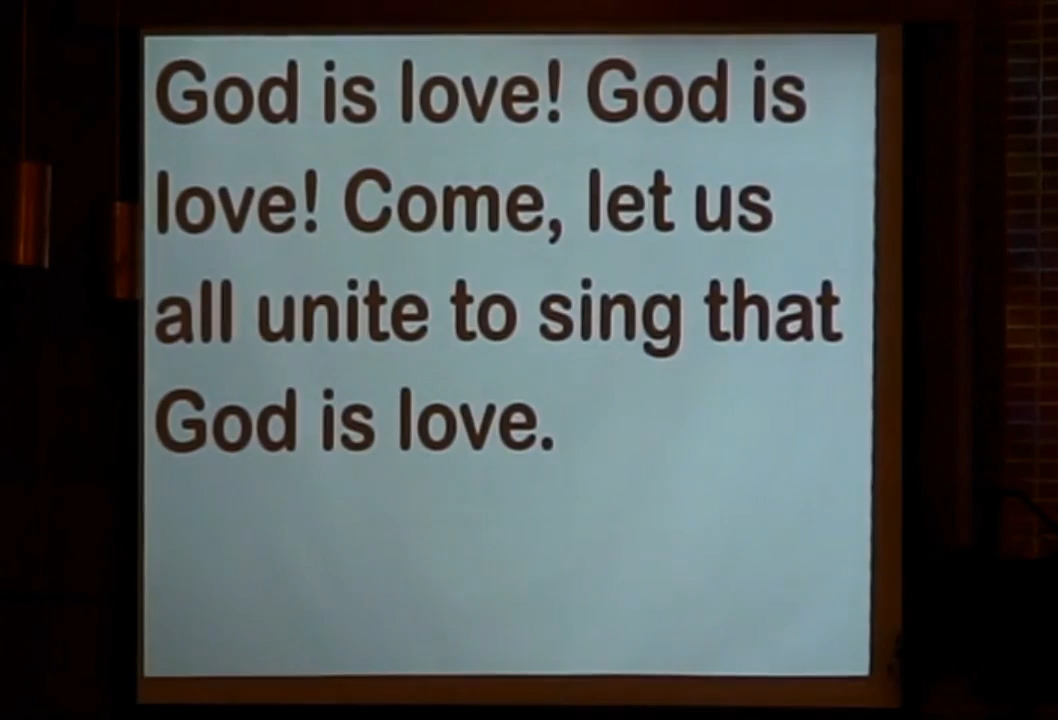 God is love! God is
love! Come, let us
all unite to sing that
God is love.